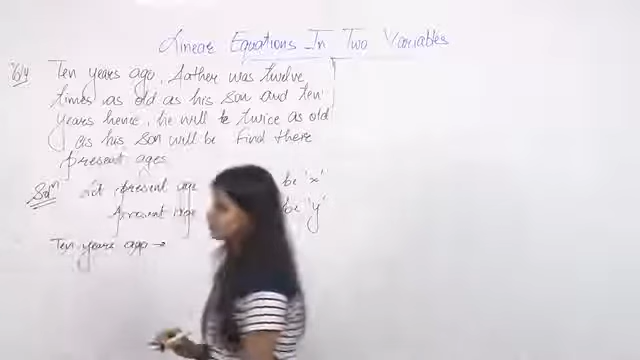 Linear Equations In Two Variables
Ten years ago, father was twelve
times as old as his son and ten
years hence, he will be twice as old
as his son will be Find there
present ages
Solⁿ let present age be 'x'
present age be 'y'
Ten years ago →